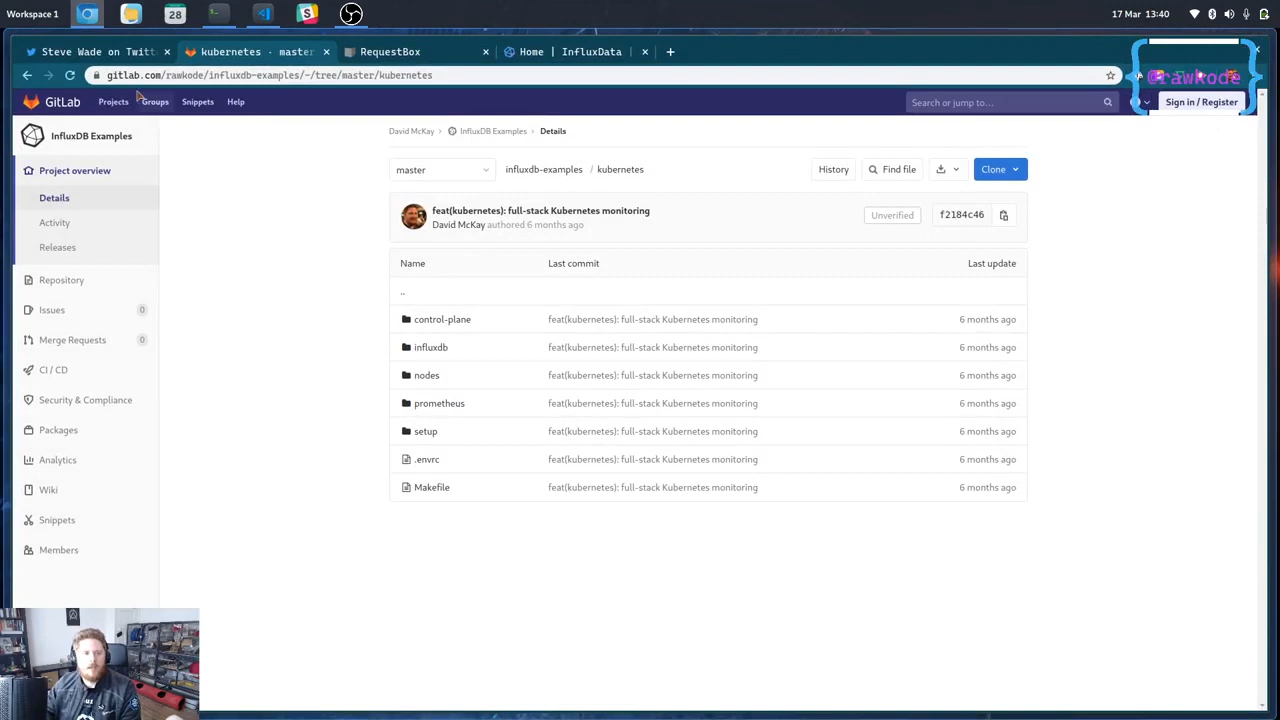 Workspace 1
28
17 Mar 13:40
Steve Wade on Twitt
kubernetes · master
RequestBox
Home | InfluxData
gitlab.com/rawkode/influxdb-examples/-/tree/master/kubernetes
@rawkode
GitLab Projects Groups Snippets Help
Search or jump to…
Sign in / Register
InfluxDB Examples
David McKay > InfluxDB Examples > Details
Project overview
Details
Activity
Releases
Repository
Issues 0
Merge Requests 0
CI / CD
Security & Compliance
Packages
Analytics
Wiki
Snippets
Members
master
influxdb-examples / kubernetes
History
Find file
Clone
feat(kubernetes): full-stack Kubernetes monitoring
David McKay authored 6 months ago
Unverified
f2184c46
Name Last commit Last update
..
control-plane feat(kubernetes): full-stack Kubernetes monitoring 6 months ago
influxdb feat(kubernetes): full-stack Kubernetes monitoring 6 months ago
nodes feat(kubernetes): full-stack Kubernetes monitoring 6 months ago
prometheus feat(kubernetes): full-stack Kubernetes monitoring 6 months ago
setup feat(kubernetes): full-stack Kubernetes monitoring 6 months ago
.envrc feat(kubernetes): full-stack Kubernetes monitoring 6 months ago
Makefile feat(kubernetes): full-stack Kubernetes monitoring 6 months ago